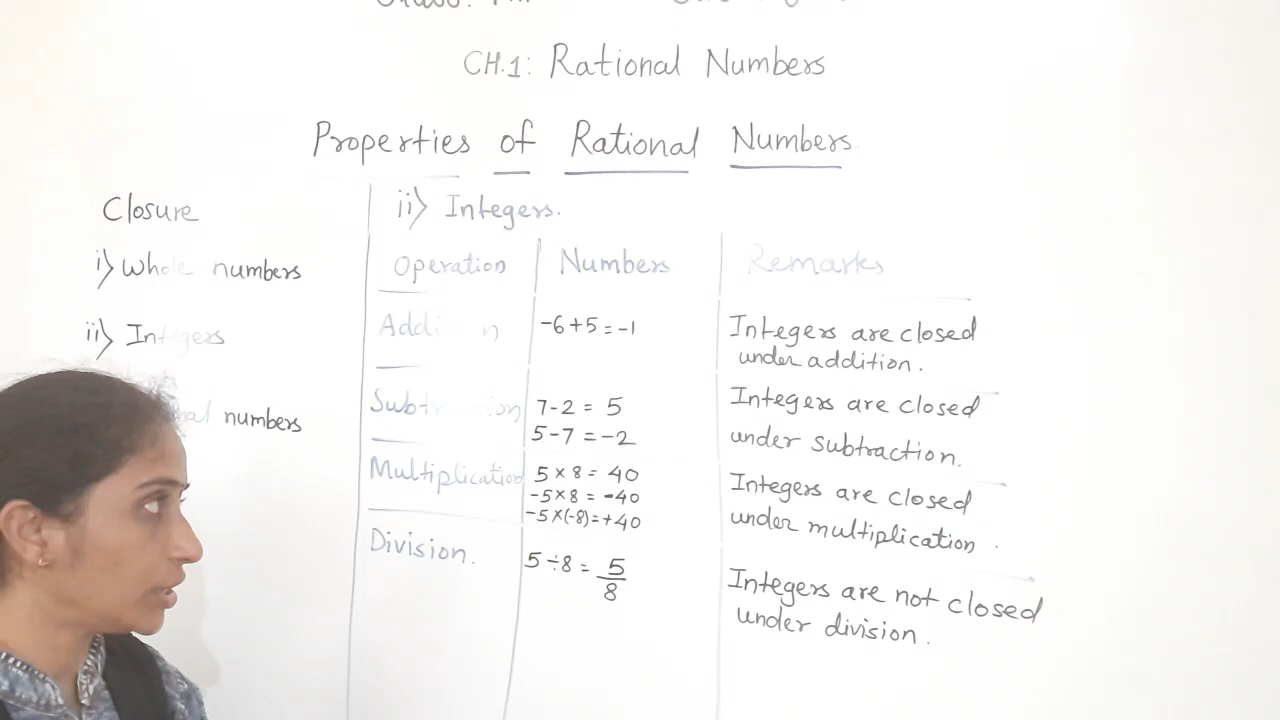 CH.1: Rational Numbers
Properties of Rational Numbers.
Closure
i) Whole numbers
ii) Integers
numbers
ii) Integers.
Operation Numbers Remarks
Addition -6+5=-1 Integers are closed
under addition.
Subtraction 7-2 = 5 Integers are closed
5-7 =-2 under subtraction.
Multiplication 5×8 = 40 Integers are closed
-5×8 = -40 under multiplication.
-5×(-8)=+40
Division. 5÷8 = 5/8 Integers are not closed
under division.